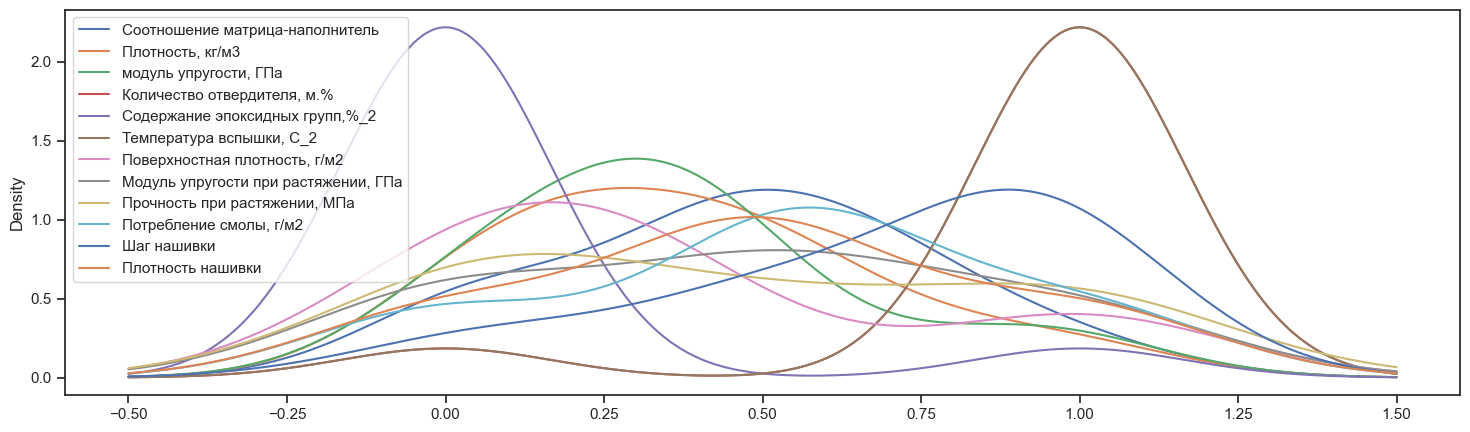 Соотношение матрица-наполнитель
Плотность, кг/м3
модуль упругости, ГПа
Количество отвердителя, м.%
Содержание эпоксидных групп,%_2
Температура вспышки, С_2
Поверхностная плотность, г/м2
Модуль упругости при растяжении, ГПа
Прочность при растяжении, МПа
Потребление смолы, г/м2
Шаг нашивки
Плотность нашивки
Density
2.0
1.5
1.0
0.5
0.0
−0.50 −0.25 0.00 0.25 0.50 0.75 1.00 1.25 1.50